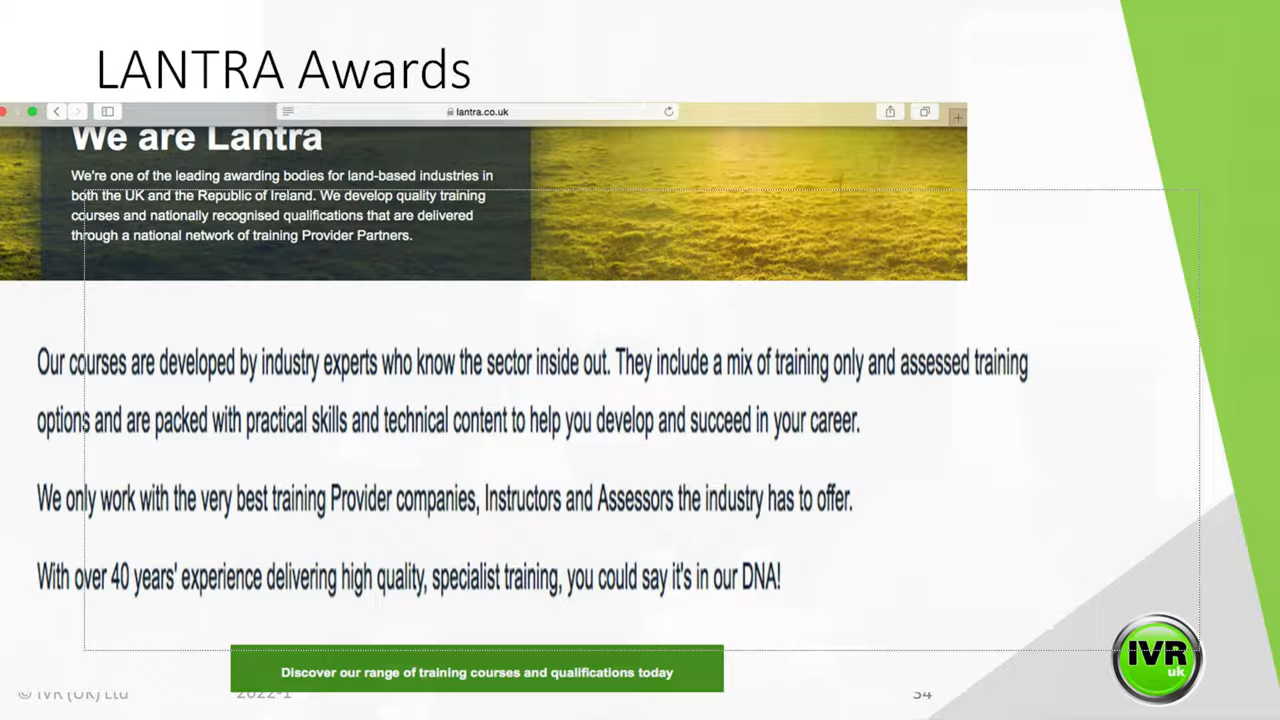 LANTRA Awards
lantra.co.uk
We are Lantra
We're one of the leading awarding bodies for land-based industries in
both the UK and the Republic of Ireland. We develop quality training
courses and nationally recognised qualifications that are delivered
through a national network of training Provider Partners.
Our courses are developed by industry experts who know the sector inside out. They include a mix of training only and assessed training
options and are packed with practical skills and technical content to help you develop and succeed in your career.
We only work with the very best training Provider companies, Instructors and Assessors the industry has to offer.
With over 40 years' experience delivering high quality, specialist training, you could say it's in our DNA!
Discover our range of training courses and qualifications today
© IVR (UK) Ltd
2022-1
34
IVR
uk